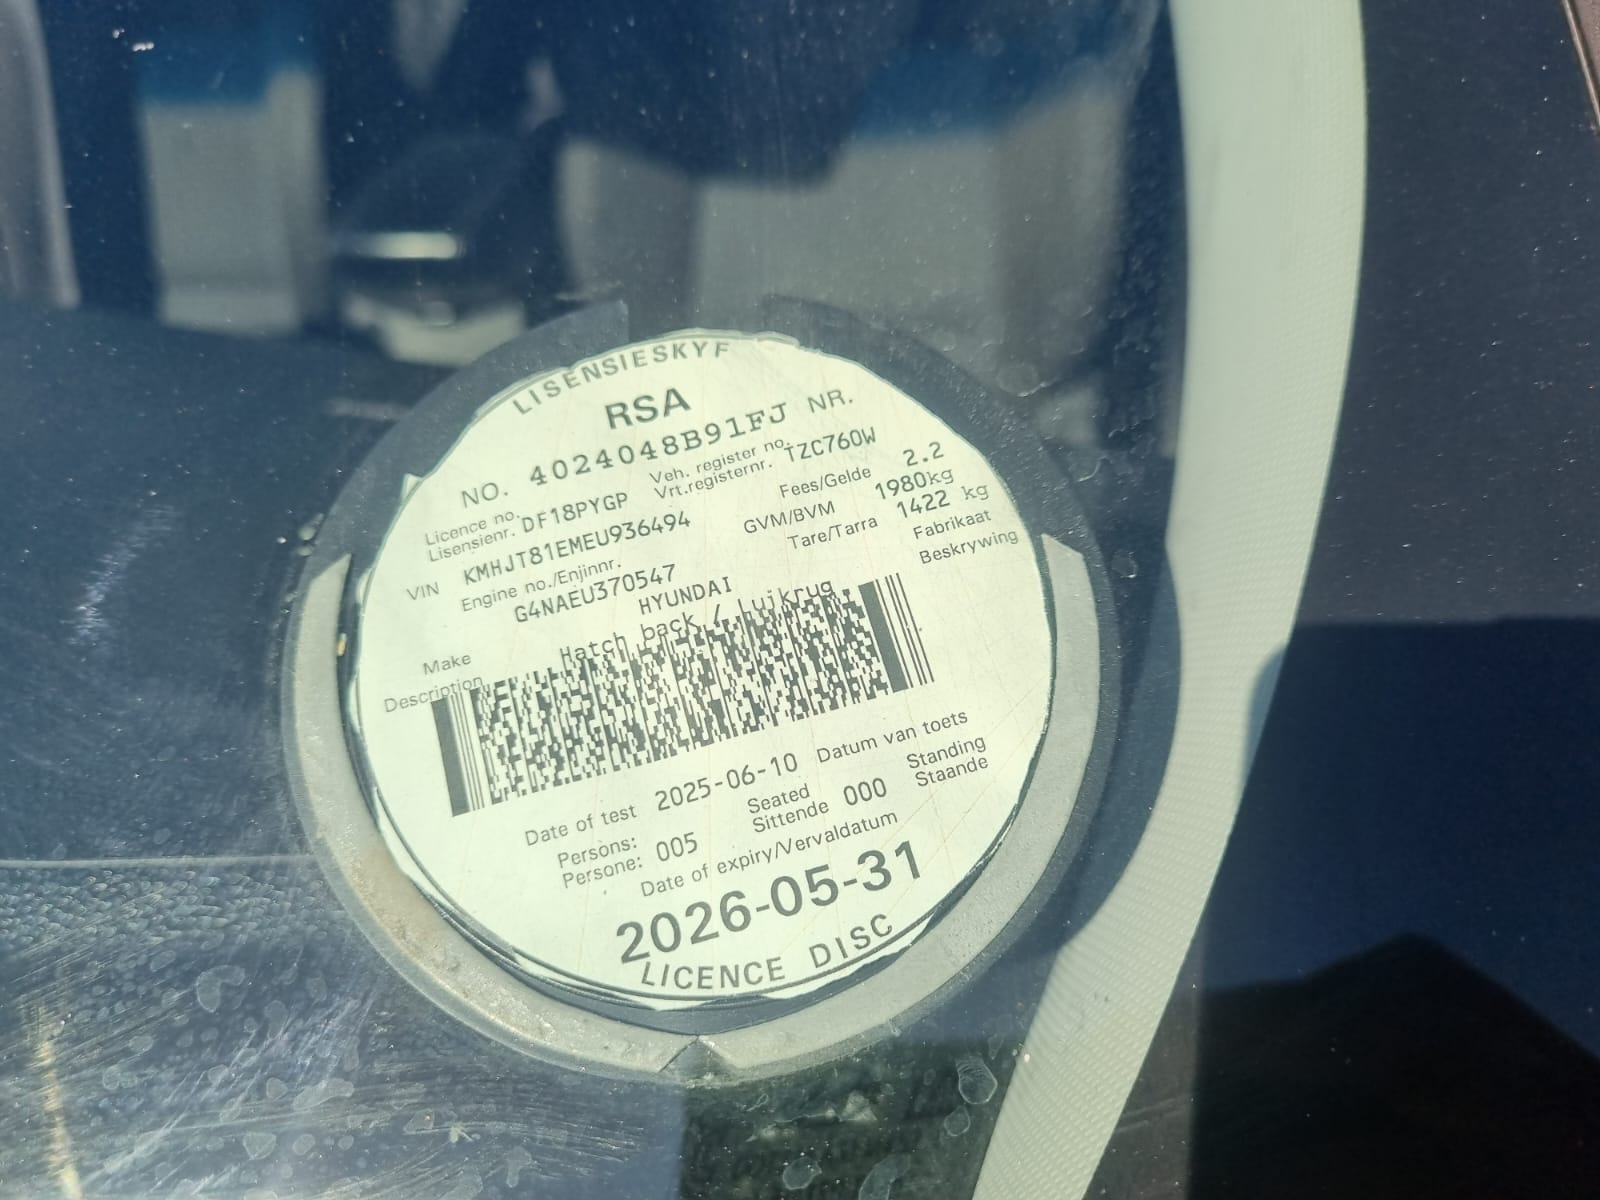 LISENSIESKYF
RSA
NO. 4024048B91FJ NR.
Licence no.
Lisensienr. DF18PYGP
Veh. register no.
Vrt.registernr. TZC760W
VIN KMHJT81EMEU936494
Fees/Gelde 2.2
GVM/BVM 1980kg
Tare/Tarra 1422 kg
Engine no./Enjinnr.
G4NAEU370547
Make HYUNDAI Fabrikaat
Description Hatch back / Luikrug Beskrywing
Date of test 2025-06-10 Datum van toets
Persons:
Persone: 005
Seated
Sittende 000
Standing
Staande
Date of expiry/Vervaldatum
2026-05-31
LICENCE DISC